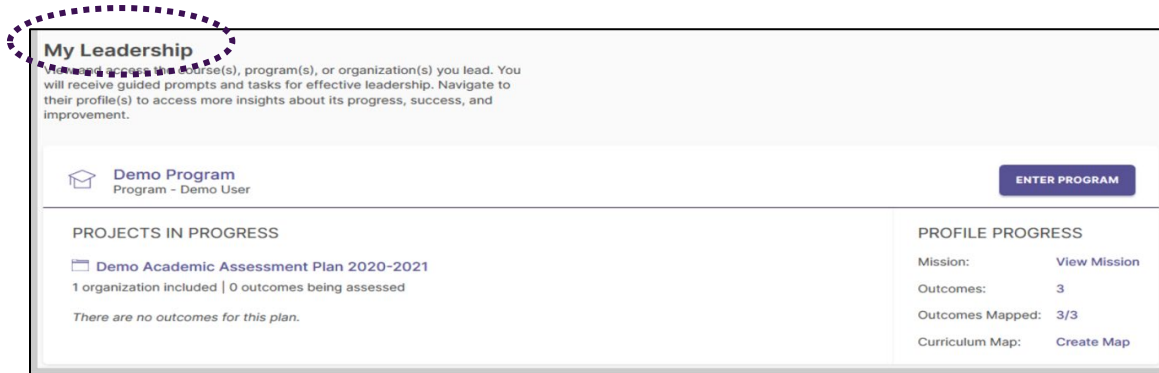 My Leadership
View and access the course(s), program(s), or organization(s) you lead. You
will receive guided prompts and tasks for effective leadership. Navigate to
their profile(s) to access more insights about its progress, success, and
improvement.
Demo Program
Program - Demo User
ENTER PROGRAM
PROJECTS IN PROGRESS
Demo Academic Assessment Plan 2020-2021
1 organization included | 0 outcomes being assessed
There are no outcomes for this plan.
PROFILE PROGRESS
Mission: View Mission
Outcomes: 3
Outcomes Mapped: 3/3
Curriculum Map: Create Map